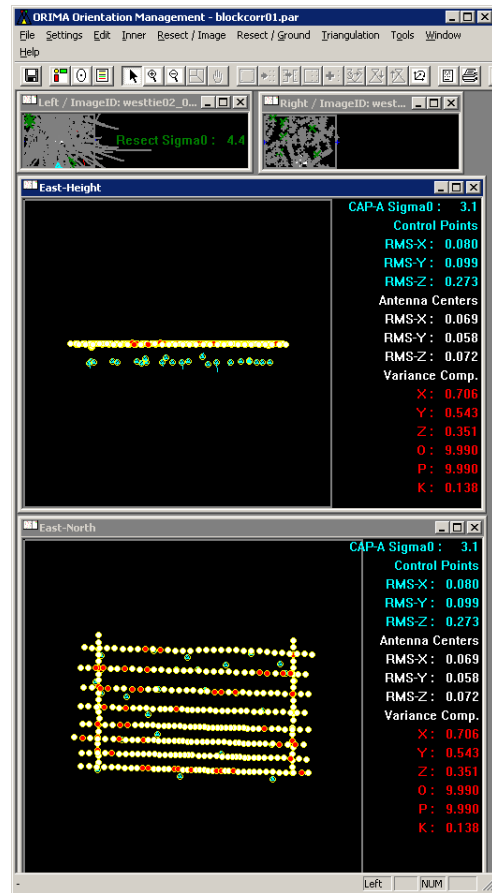 ORIMA Orientation Management - blockcorr01.par
File Settings Edit Inner Resect / Image Resect / Ground Triangulation Tools Window
Help
Left / ImageID: westtie02_0...
Right / ImageID: west...
Resect Sigma0 : 4.4
East-Height
CAP-A Sigma0 : 3.1
Control Points
RMS-X : 0.080
RMS-Y : 0.099
RMS-Z : 0.273
Antenna Centers
RMS-X : 0.069
RMS-Y : 0.058
RMS-Z : 0.072
Variance Comp.
X : 0.706
Y : 0.543
Z : 0.351
O : 9.990
P : 9.990
K : 0.138
East-North
CAP-A Sigma0 : 3.1
Control Points
RMS-X : 0.080
RMS-Y : 0.099
RMS-Z : 0.273
Antenna Centers
RMS-X : 0.069
RMS-Y : 0.058
RMS-Z : 0.072
Variance Comp.
X : 0.706
Y : 0.543
Z : 0.351
O : 9.990
P : 9.990
K : 0.138
- Left NUM